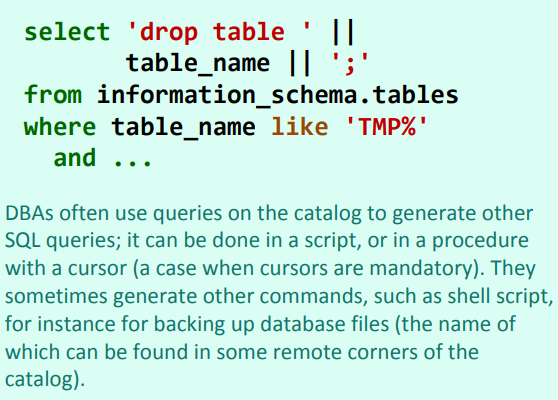 select 'drop table ' ||
table_name || ';'
from information_schema.tables
where table_name like 'TMP%'
and ...
DBAs often use queries on the catalog to generate other
SQL queries; it can be done in a script, or in a procedure
with a cursor (a case when cursors are mandatory). They
sometimes generate other commands, such as shell script,
for instance for backing up database files (the name of
which can be found in some remote corners of the
catalog).